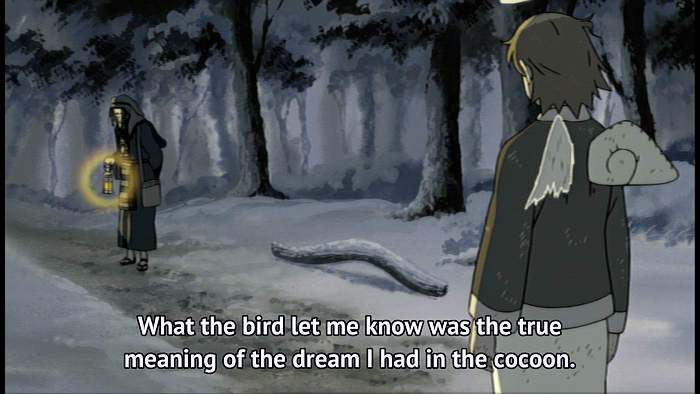 What the bird let me know was the true
meaning of the dream I had in the cocoon.